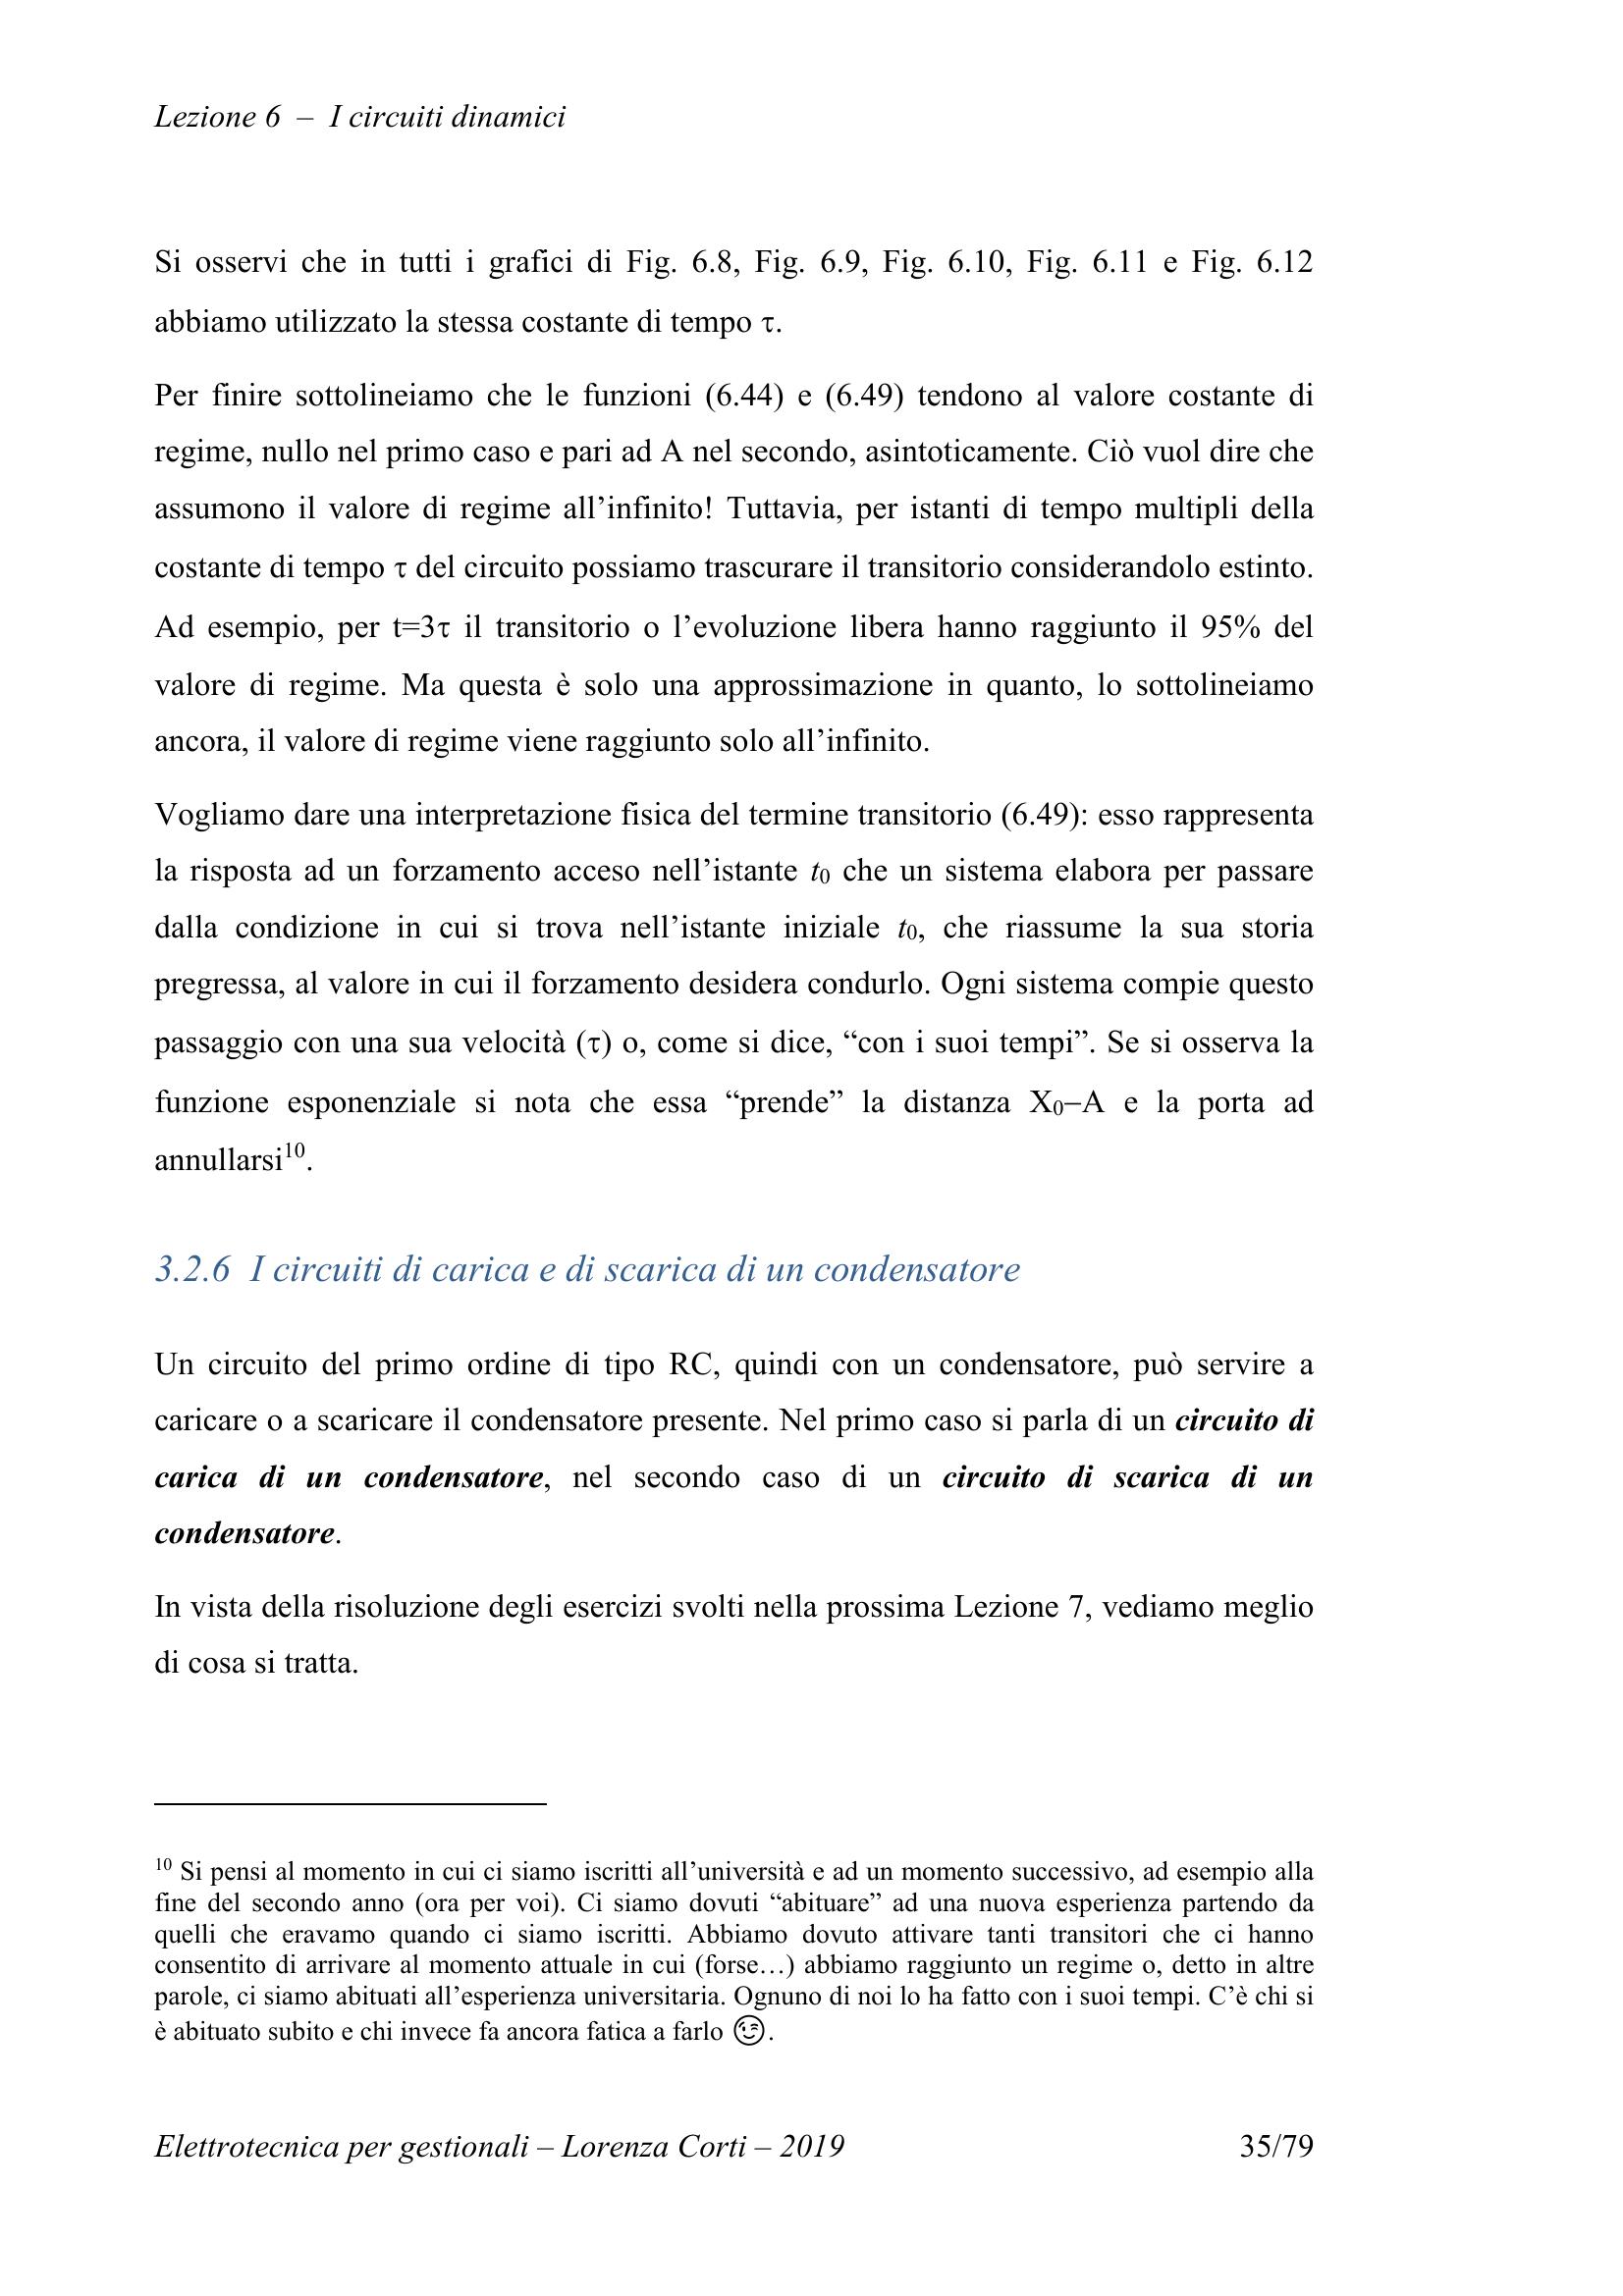 Lezione 6 – I circuiti dinamici
Si osservi che in tutti i grafici di Fig. 6.8, Fig. 6.9, Fig. 6.10, Fig. 6.11 e Fig. 6.12
abbiamo utilizzato la stessa costante di tempo τ.
Per finire sottolineiamo che le funzioni (6.44) e (6.49) tendono al valore costante di
regime, nullo nel primo caso e pari ad A nel secondo, asintoticamente. Ciò vuol dire che
assumono il valore di regime all’infinito! Tuttavia, per istanti di tempo multipli della
costante di tempo τ del circuito possiamo trascurare il transitorio considerandolo estinto.
Ad esempio, per t=3τ il transitorio o l’evoluzione libera hanno raggiunto il 95% del
valore di regime. Ma questa è solo una approssimazione in quanto, lo sottolineiamo
ancora, il valore di regime viene raggiunto solo all’infinito.
Vogliamo dare una interpretazione fisica del termine transitorio (6.49): esso rappresenta
la risposta ad un forzamento acceso nell’istante t₀ che un sistema elabora per passare
dalla condizione in cui si trova nell’istante iniziale t₀, che riassume la sua storia
pregressa, al valore in cui il forzamento desidera condurlo. Ogni sistema compie questo
passaggio con una sua velocità (τ) o, come si dice, “con i suoi tempi”. Se si osserva la
funzione esponenziale si nota che essa “prende” la distanza X₀−A e la porta ad
annullarsi¹⁰.
3.2.6 I circuiti di carica e di scarica di un condensatore
Un circuito del primo ordine di tipo RC, quindi con un condensatore, può servire a
caricare o a scaricare il condensatore presente. Nel primo caso si parla di un circuito di
carica di un condensatore, nel secondo caso di un circuito di scarica di un
condensatore.
In vista della risoluzione degli esercizi svolti nella prossima Lezione 7, vediamo meglio
di cosa si tratta.
¹⁰ Si pensi al momento in cui ci siamo iscritti all’università e ad un momento successivo, ad esempio alla
fine del secondo anno (ora per voi). Ci siamo dovuti “abituare” ad una nuova esperienza partendo da
quelli che eravamo quando ci siamo iscritti. Abbiamo dovuto attivare tanti transitori che ci hanno
consentito di arrivare al momento attuale in cui (forse…) abbiamo raggiunto un regime o, detto in altre
parole, ci siamo abituati all’esperienza universitaria. Ognuno di noi lo ha fatto con i suoi tempi. C’è chi si
è abituato subito e chi invece fa ancora fatica a farlo 😉.
Elettrotecnica per gestionali – Lorenza Corti – 2019 35/79